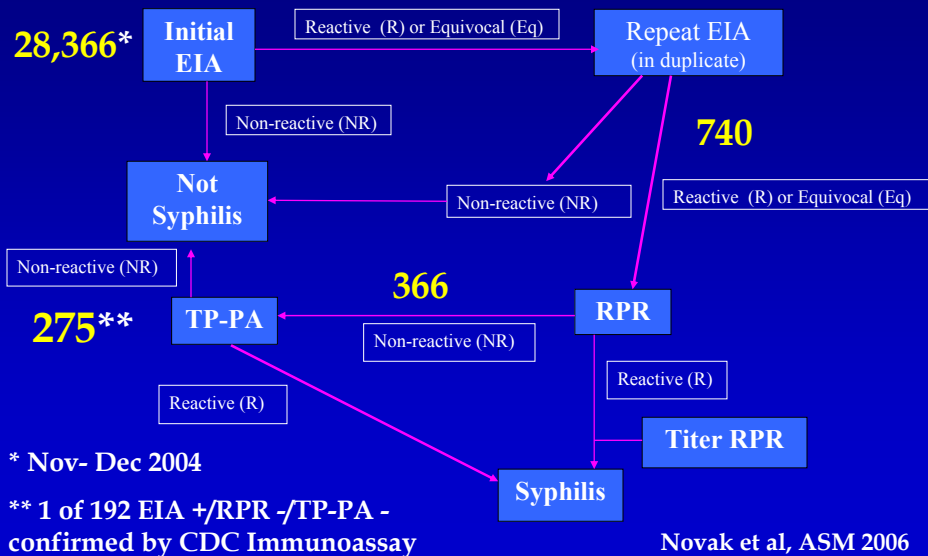 28,366*
Initial
EIA
Reactive (R) or Equivocal (Eq)
Repeat EIA
(in duplicate)
Non-reactive (NR)
740
Not
Syphilis
Non-reactive (NR)
Reactive (R) or Equivocal (Eq)
Non-reactive (NR)
366
275**
TP-PA
RPR
Non-reactive (NR)
Reactive (R)
Reactive (R)
Titer RPR
* Nov- Dec 2004
Syphilis
** 1 of 192 EIA +/RPR -/TP-PA -
confirmed by CDC Immunoassay
Novak et al, ASM 2006